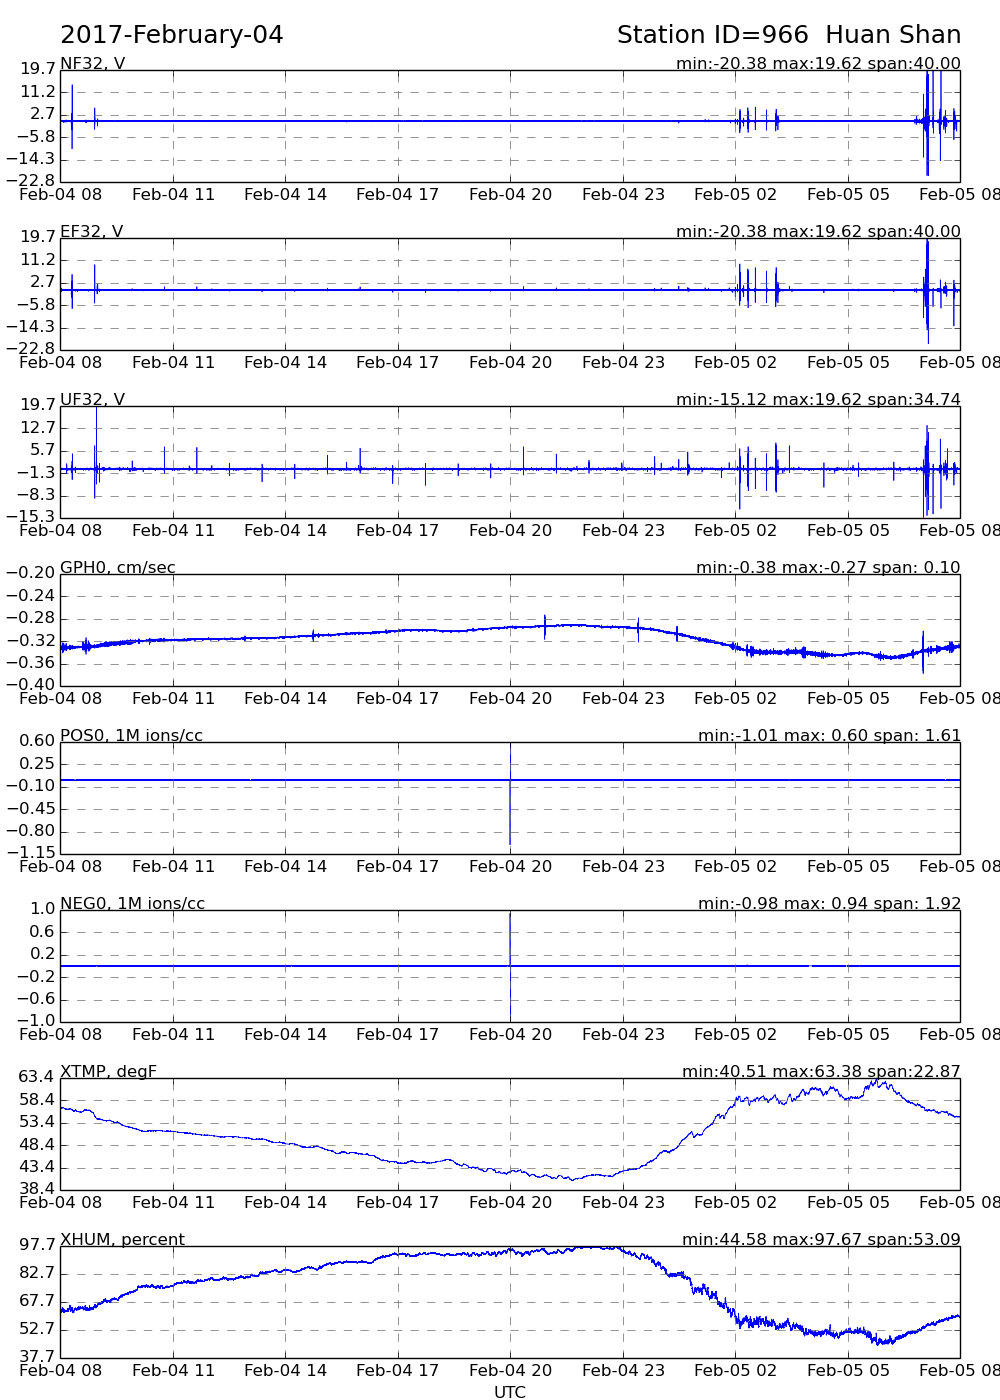 2017-February-04 Station ID=966 Huan Shan
NF32, V min:-20.38 max:19.62 span:40.00
19.7
11.2
2.7
−5.8
−14.3
−22.8
Feb-04 08 Feb-04 11 Feb-04 14 Feb-04 17 Feb-04 20 Feb-04 23 Feb-05 02 Feb-05 05 Feb-05 08
EF32, V min:-20.38 max:19.62 span:40.00
19.7
11.2
2.7
−5.8
−14.3
−22.8
Feb-04 08 Feb-04 11 Feb-04 14 Feb-04 17 Feb-04 20 Feb-04 23 Feb-05 02 Feb-05 05 Feb-05 08
UF32, V min:-15.12 max:19.62 span:34.74
19.7
12.7
5.7
−1.3
−8.3
−15.3
Feb-04 08 Feb-04 11 Feb-04 14 Feb-04 17 Feb-04 20 Feb-04 23 Feb-05 02 Feb-05 05 Feb-05 08
GPH0, cm/sec min:-0.38 max:-0.27 span: 0.10
−0.20
−0.24
−0.28
−0.32
−0.36
−0.40
Feb-04 08 Feb-04 11 Feb-04 14 Feb-04 17 Feb-04 20 Feb-04 23 Feb-05 02 Feb-05 05 Feb-05 08
POS0, 1M ions/cc min:-1.01 max: 0.60 span: 1.61
0.60
0.25
−0.10
−0.45
−0.80
−1.15
Feb-04 08 Feb-04 11 Feb-04 14 Feb-04 17 Feb-04 20 Feb-04 23 Feb-05 02 Feb-05 05 Feb-05 08
NEG0, 1M ions/cc min:-0.98 max: 0.94 span: 1.92
1.0
0.6
0.2
−0.2
−0.6
−1.0
Feb-04 08 Feb-04 11 Feb-04 14 Feb-04 17 Feb-04 20 Feb-04 23 Feb-05 02 Feb-05 05 Feb-05 08
XTMP, degF min:40.51 max:63.38 span:22.87
63.4
58.4
53.4
48.4
43.4
38.4
Feb-04 08 Feb-04 11 Feb-04 14 Feb-04 17 Feb-04 20 Feb-04 23 Feb-05 02 Feb-05 05 Feb-05 08
XHUM, percent min:44.58 max:97.67 span:53.09
97.7
82.7
67.7
52.7
37.7
Feb-04 08 Feb-04 11 Feb-04 14 Feb-04 17 Feb-04 20 Feb-04 23 Feb-05 02 Feb-05 05 Feb-05 08
UTC